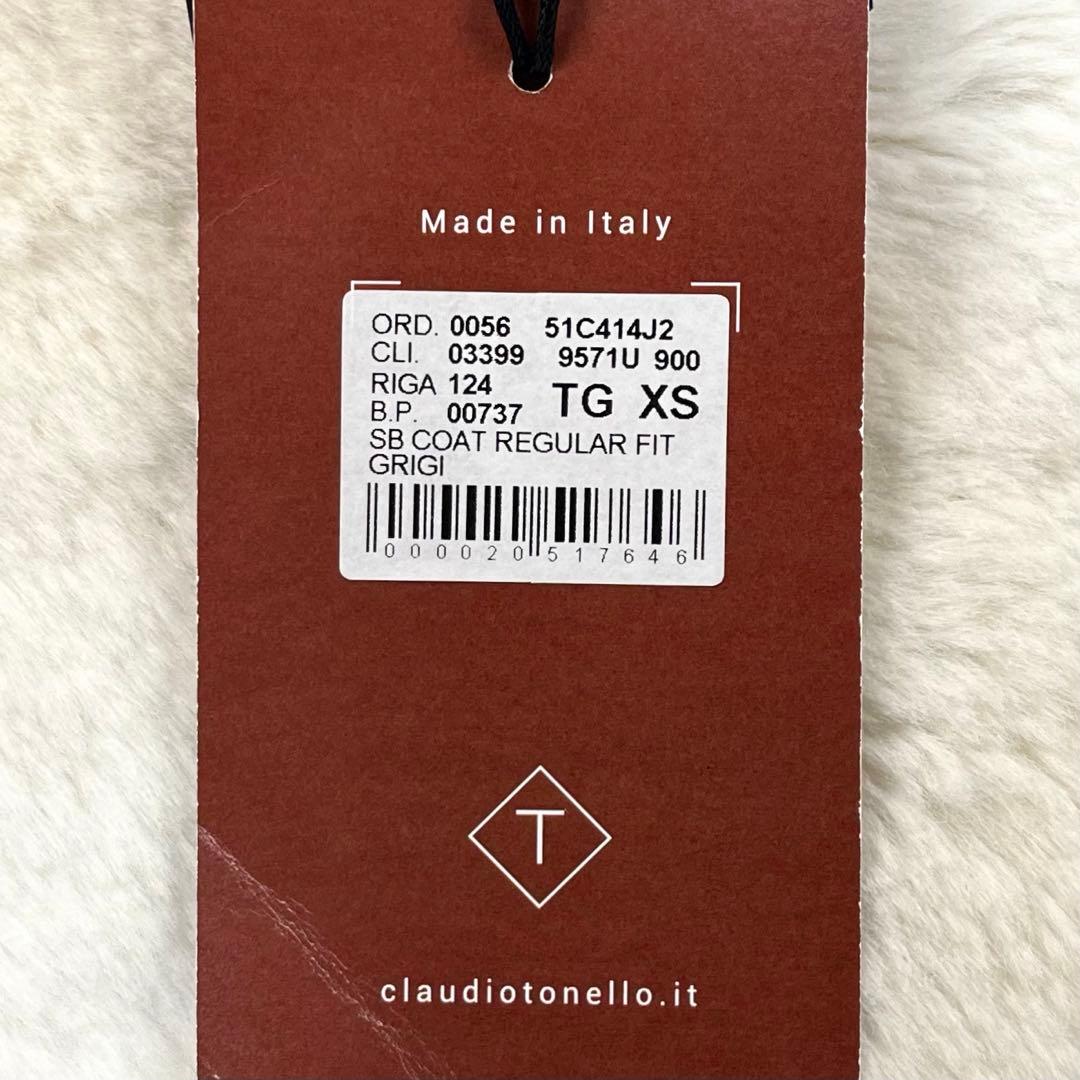 Made in Italy
ORD. 0056 51C414J2
CLI. 03399 9571U 900
RIGA 124
B.P. 00737 TG XS
SB COAT REGULAR FIT
GRIGI
000020517646
T
claudiotonello.it